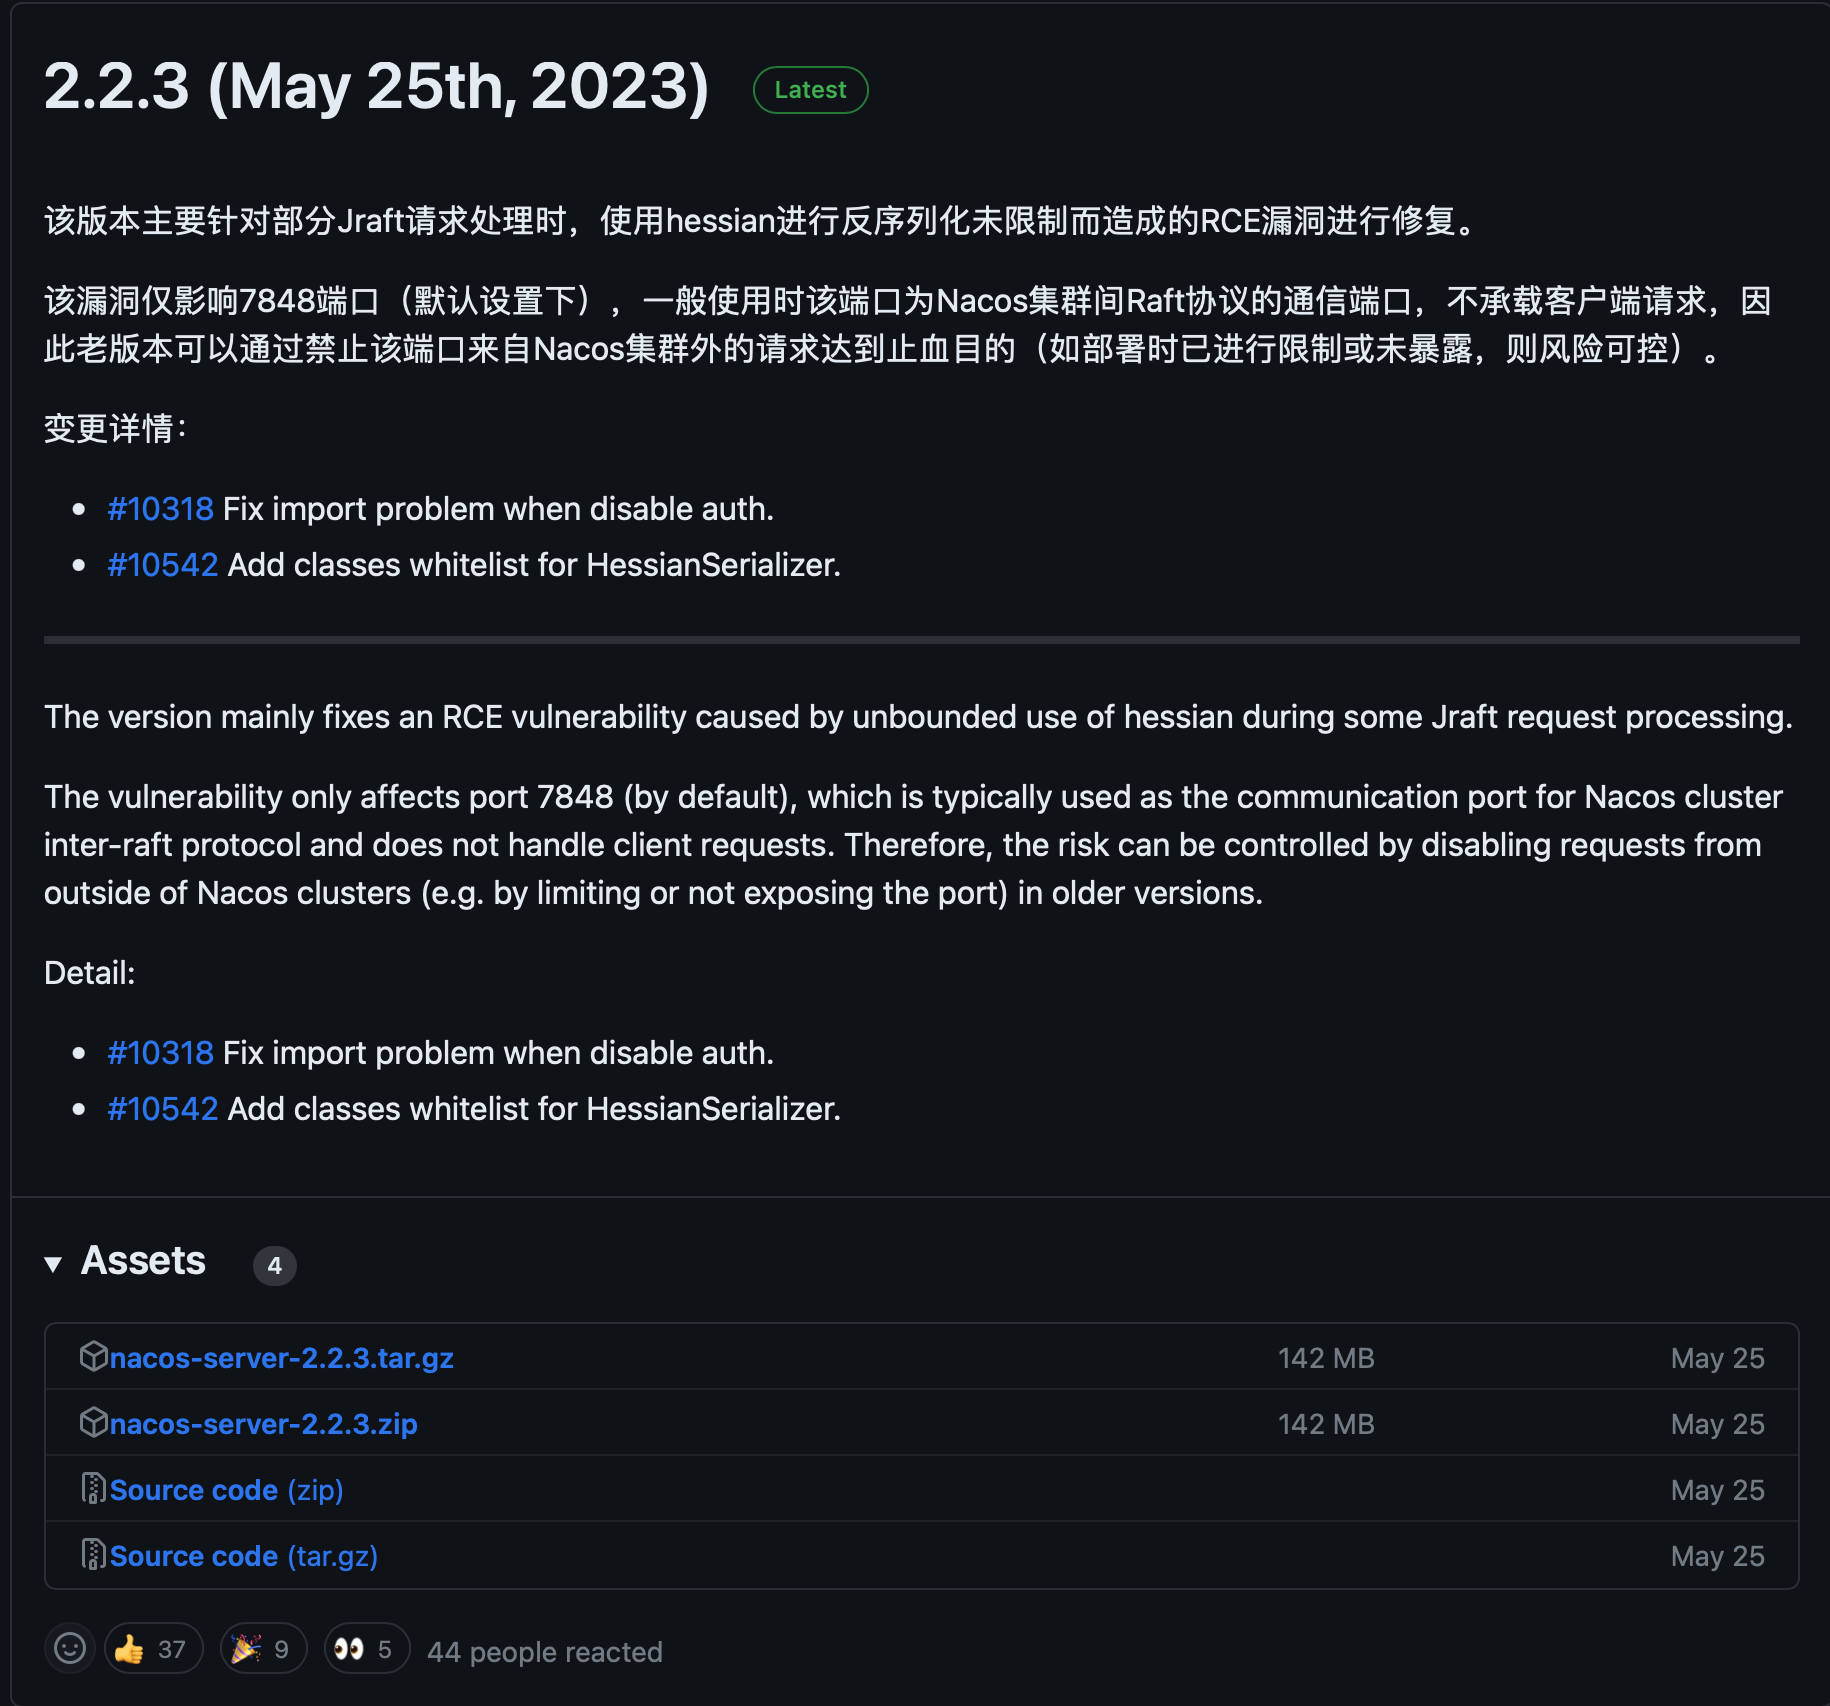 2.2.3 (May 25th, 2023) Latest
该版本主要针对部分Jraft请求处理时，使用hessian进行反序列化未限制而造成的RCE漏洞进行修复。
该漏洞仅影响7848端口（默认设置下），一般使用时该端口为Nacos集群间Raft协议的通信端口，不承载客户端请求，因
此老版本可以通过禁止该端口来自Nacos集群外的请求达到止血目的（如部署时已进行限制或未暴露，则风险可控）。
变更详情：
#10318 Fix import problem when disable auth.
#10542 Add classes whitelist for HessianSerializer.
The version mainly fixes an RCE vulnerability caused by unbounded use of hessian during some Jraft request processing.
The vulnerability only affects port 7848 (by default), which is typically used as the communication port for Nacos cluster
inter-raft protocol and does not handle client requests. Therefore, the risk can be controlled by disabling requests from
outside of Nacos clusters (e.g. by limiting or not exposing the port) in older versions.
Detail:
#10318 Fix import problem when disable auth.
#10542 Add classes whitelist for HessianSerializer.
Assets 4
nacos-server-2.2.3.tar.gz 142 MB May 25
nacos-server-2.2.3.zip 142 MB May 25
Source code (zip) May 25
Source code (tar.gz) May 25
👍 37 🎉 9 👀 5 44 people reacted